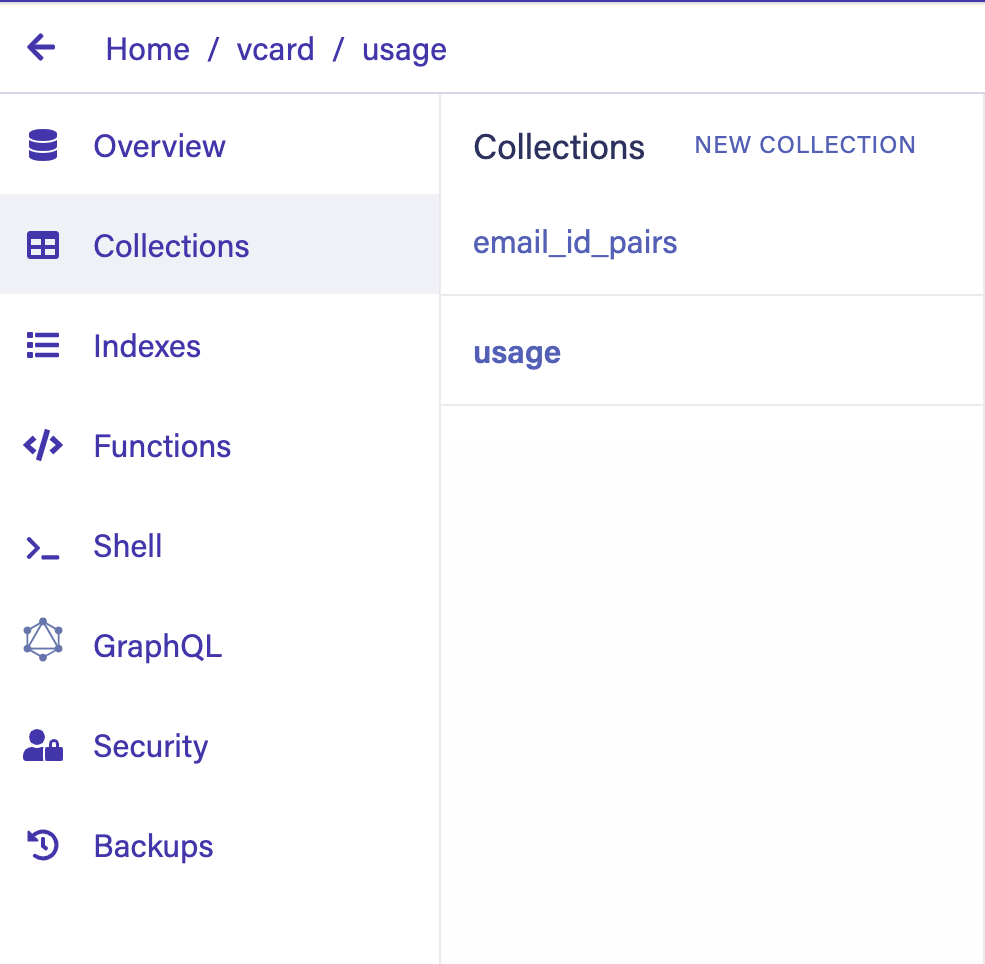 Home / vcard / usage
Overview
Collections
Indexes
Functions
Shell
GraphQL
Security
Backups
Collections NEW COLLECTION
email_id_pairs
usage